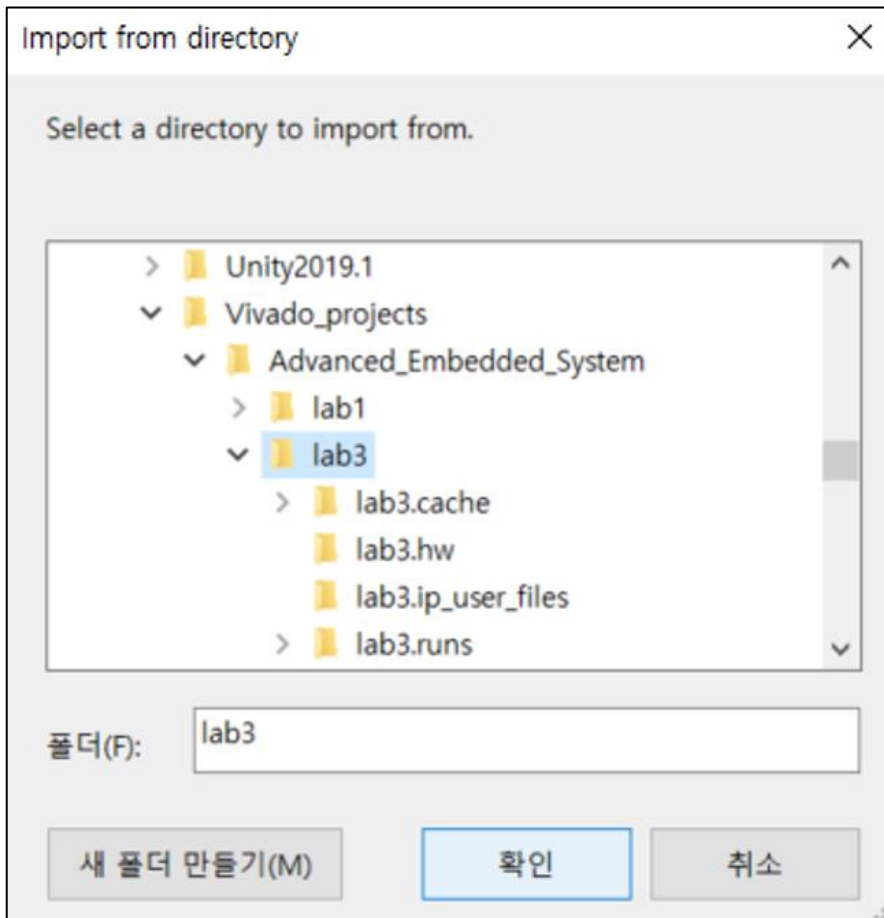 Import from directory
Select a directory to import from.
Unity2019.1
Vivado_projects
Advanced_Embedded_System
lab1
lab3
lab3.cache
lab3.hw
lab3.ip_user_files
lab3.runs
폴더(F): lab3
새 폴더 만들기(M) 확인 취소